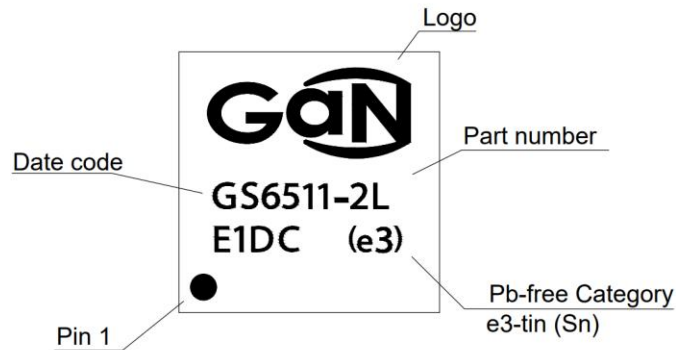 Logo
GaN
Part number
Date code
GS6511-2L
E1DC (e3)
Pb-free Category
e3-tin (Sn)
Pin 1